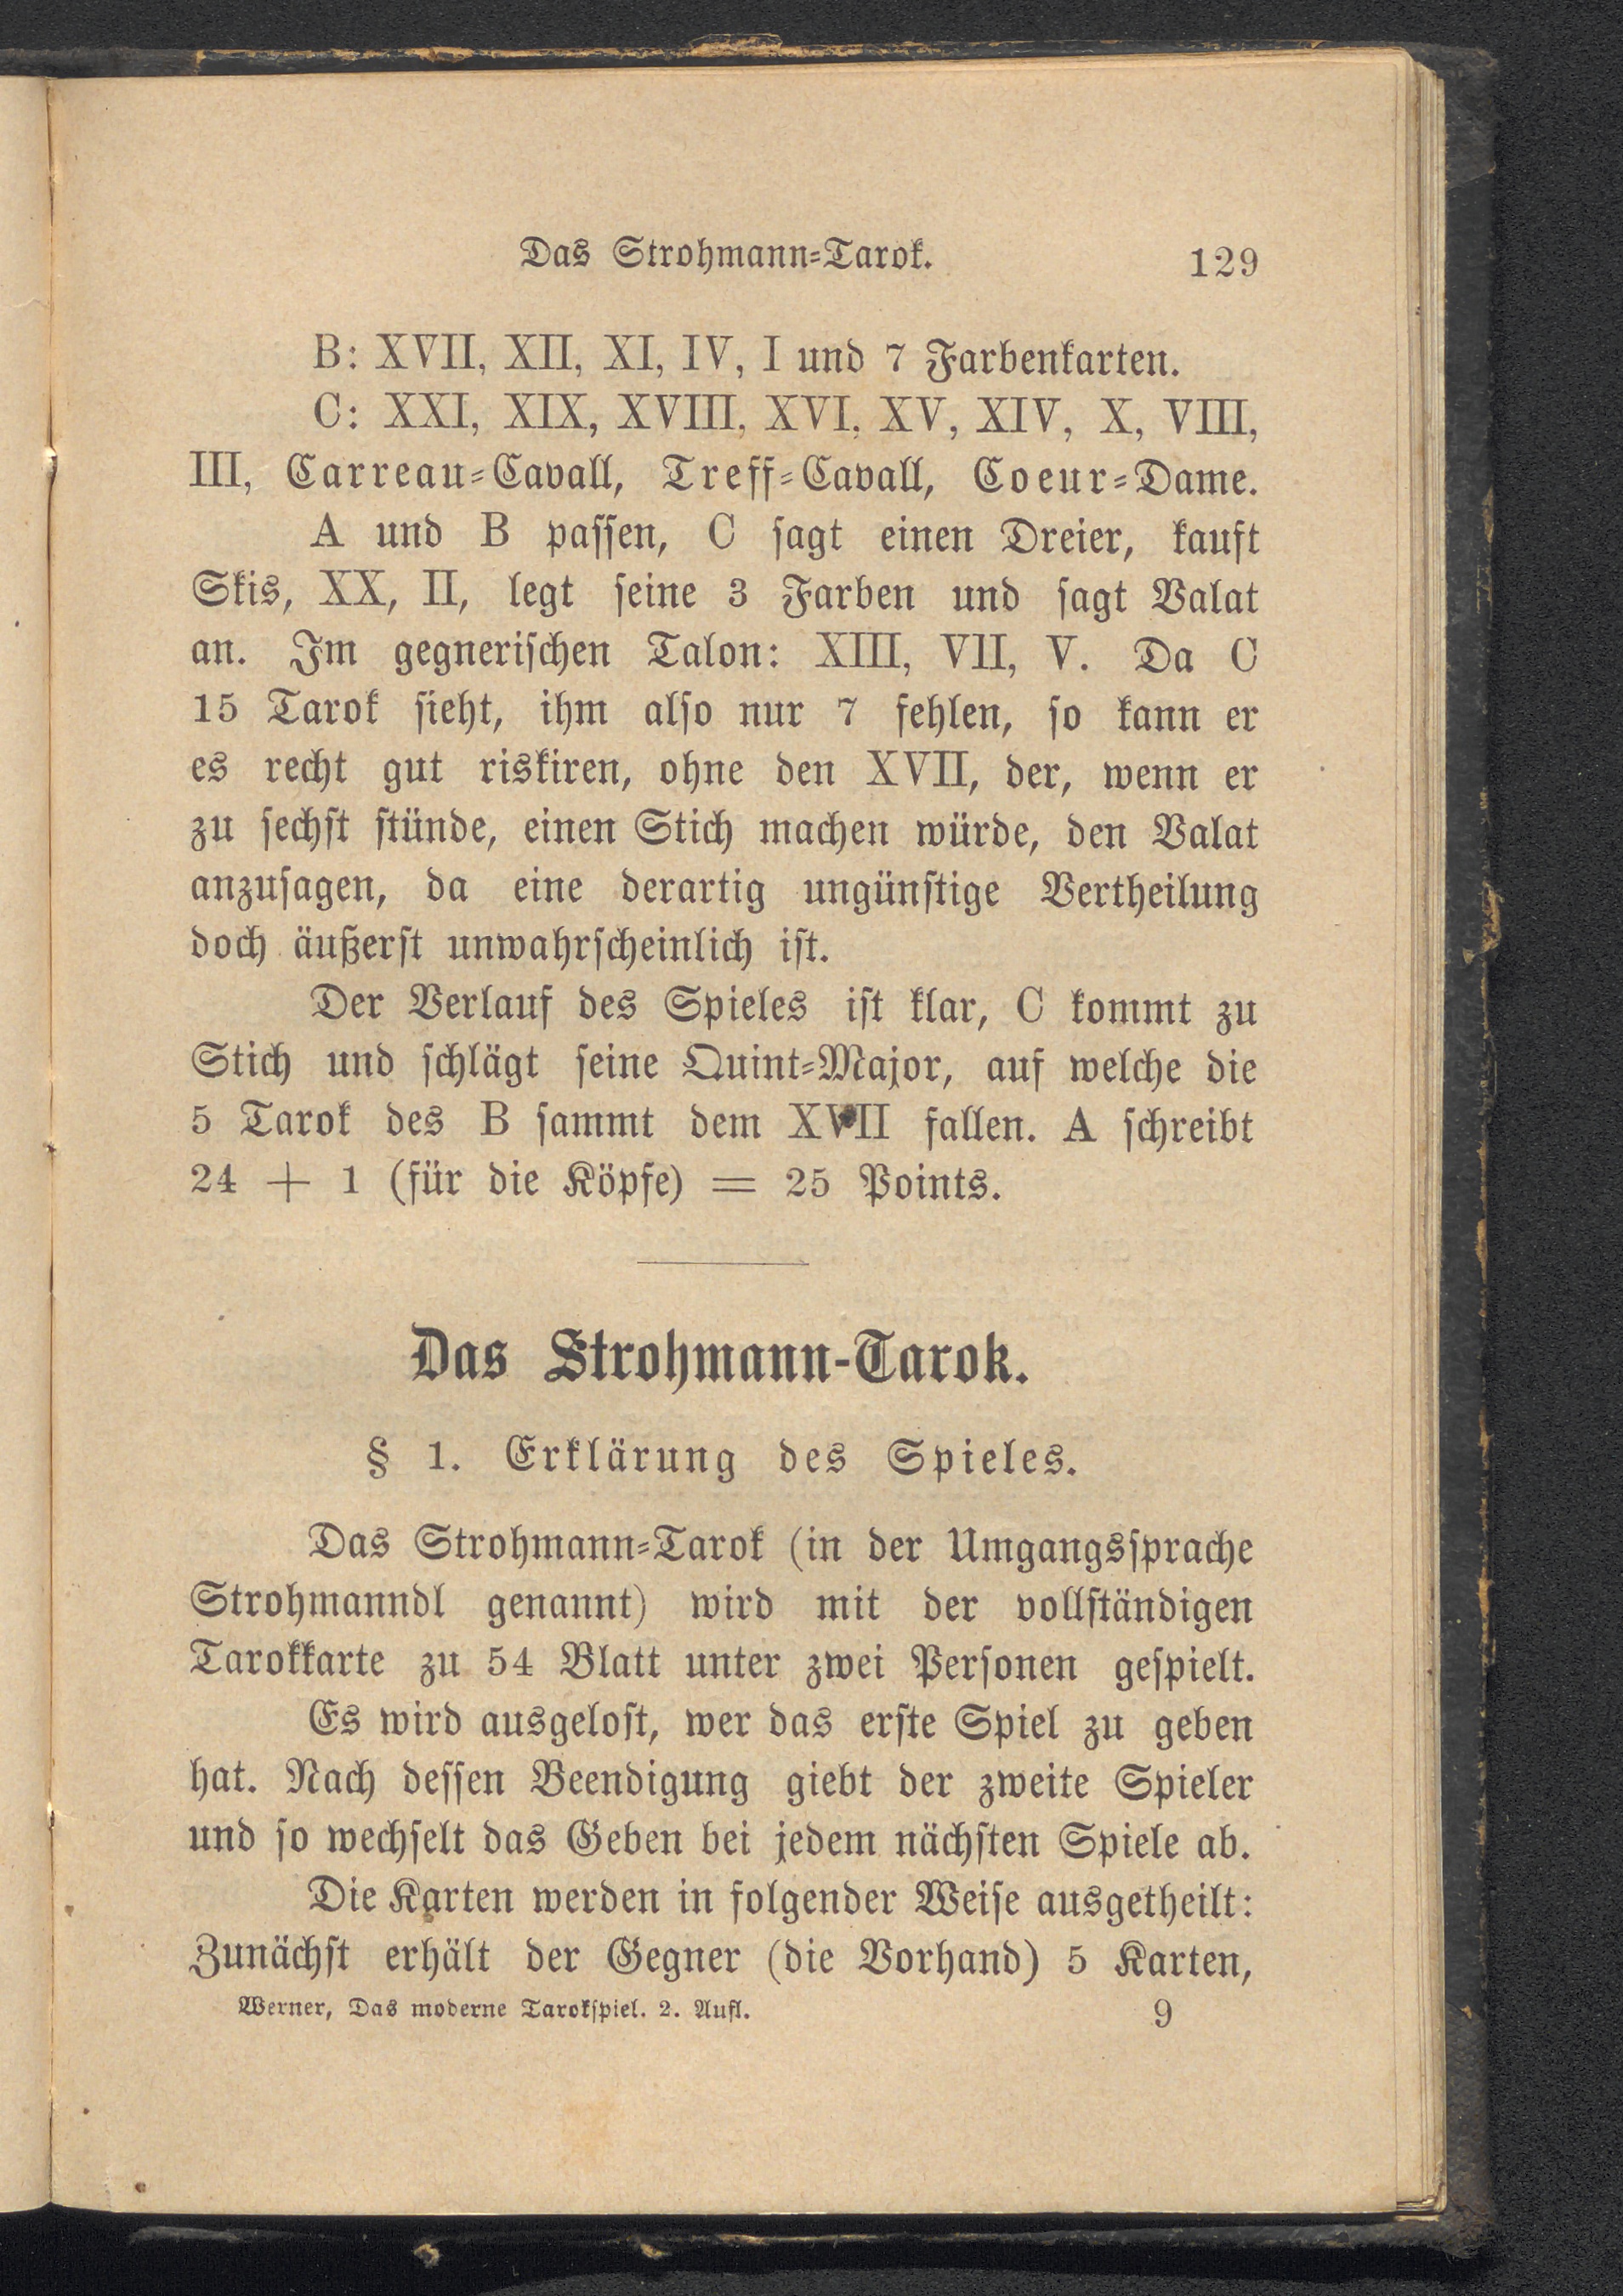 Das Strohmann-Tarok. 129
B: XVII, XII, XI, IV, I und 7 Farbenkarten.
C: XXI, XIX, XVIII, XVI, XV, XIV, X, VIII,
III, Carreau-Cavall, Treff-Cavall, Coeur-Dame.
A und B passen, C sagt einen Dreier, kauft
Skis, XX, II, legt seine 3 Farben und sagt Valat
an. Im gegnerischen Talon: XIII, VII, V. Da C
15 Tarok sieht, ihm also nur 7 fehlen, so kann er
es recht gut riskiren, ohne den XVII, der, wenn er
zu sechst stünde, einen Stich machen würde, den Valat
anzusagen, da eine derartig ungünstige Vertheilung
doch äußerst unwahrscheinlich ist.
Der Verlauf des Spieles ist klar, C kommt zu
Stich und schlägt seine Quint-Major, auf welche die
5 Tarok des B sammt dem XVII fallen. A schreibt
24 + 1 (für die Köpfe) = 25 Points.
Das Strohmann-Tarok.
§ 1. Erklärung des Spieles.
Das Strohmann-Tarok (in der Umgangssprache
Strohmanndl genannt) wird mit der vollständigen
Tarokkarte zu 54 Blatt unter zwei Personen gespielt.
Es wird ausgelost, wer das erste Spiel zu geben
hat. Nach dessen Beendigung giebt der zweite Spieler
und so wechselt das Geben bei jedem nächsten Spiele ab.
Die Karten werden in folgender Weise ausgetheilt:
Zunächst erhält der Gegner (die Vorhand) 5 Karten,
Werner, Das moderne Tarokspiel. 2. Aufl. 9